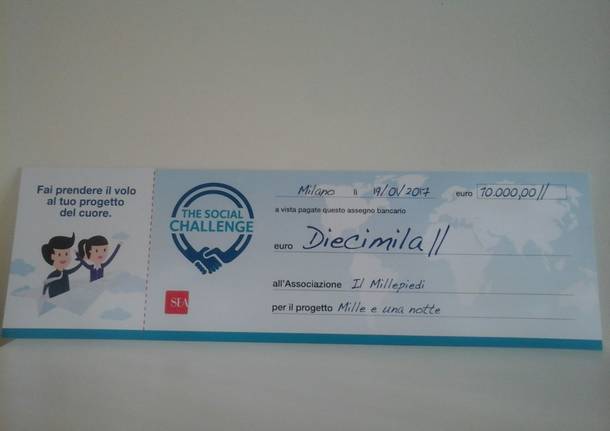 Fai prendere il volo
al tuo progetto
del cuore.
THE SOCIAL
CHALLENGE
SEA
Milano lì 19/01/2017 euro 10.000,00//
a vista pagate questo assegno bancario
euro Diecimila//
all'Associazione Il Millepiedi
per il progetto Mille e una notte